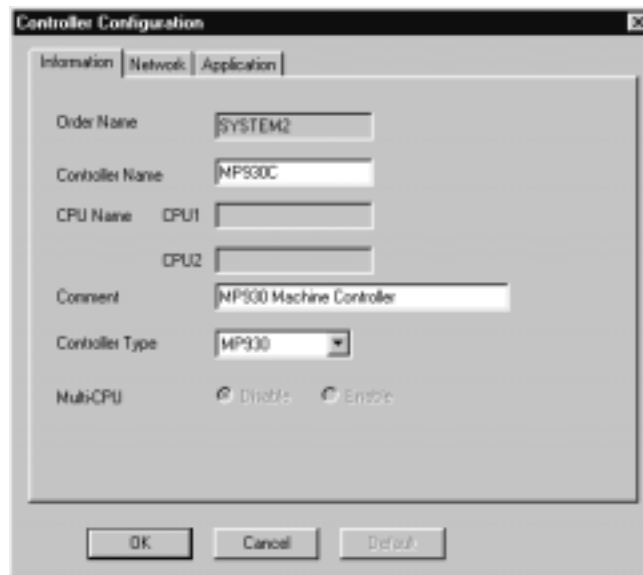 Controller Configuration
Information Network Application
Order Name SYSTEM2
Controller Name MP930C
CPU Name CPU1
CPU2
Comment MP930 Machine Controller
Controller Type MP930
Multi-CPU Disable Enable
OK Cancel Default